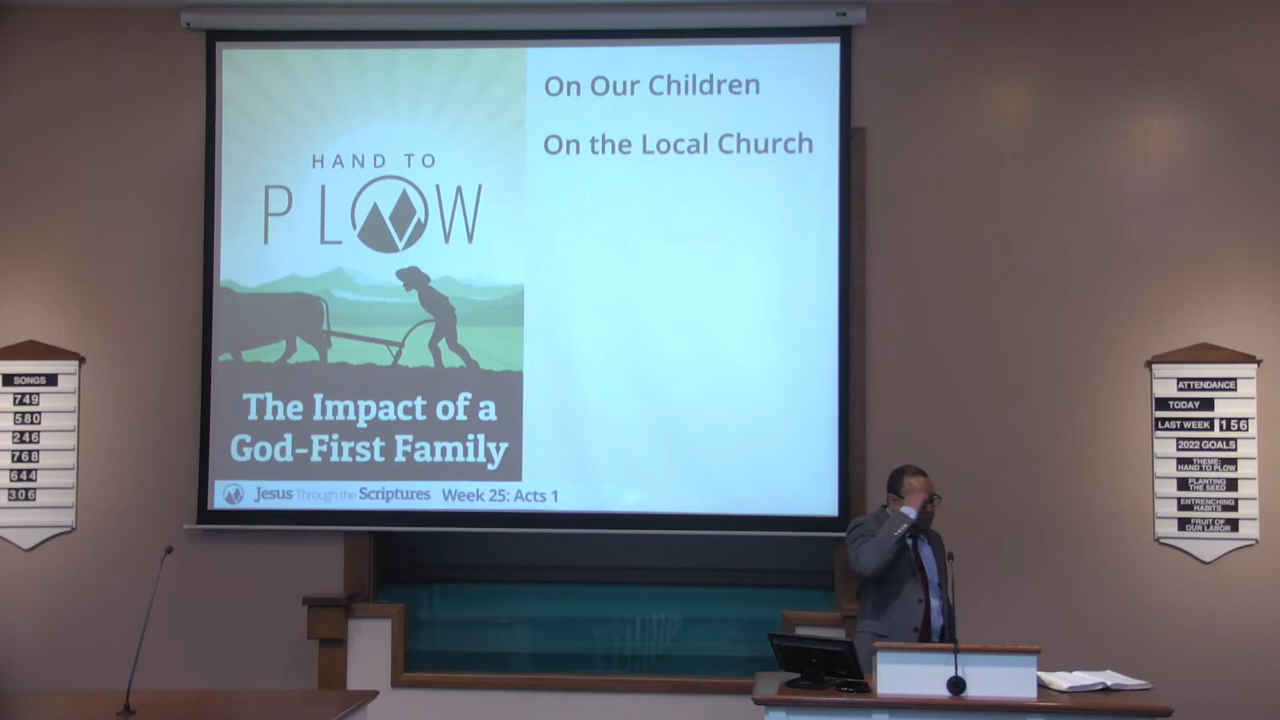 HAND TO
PLOW
The Impact of a
God-First Family
On Our Children
On the Local Church
Jesus Through the Scriptures Week 25: Acts 1
SONGS
749
580
246
768
644
306
ATTENDANCE
TODAY
LAST WEEK 156
2022 GOALS
THEME:
HAND TO PLOW
PLANTING
THE SEED
ENTRENCHING
HABITS
FRUIT OF
OUR LABOR